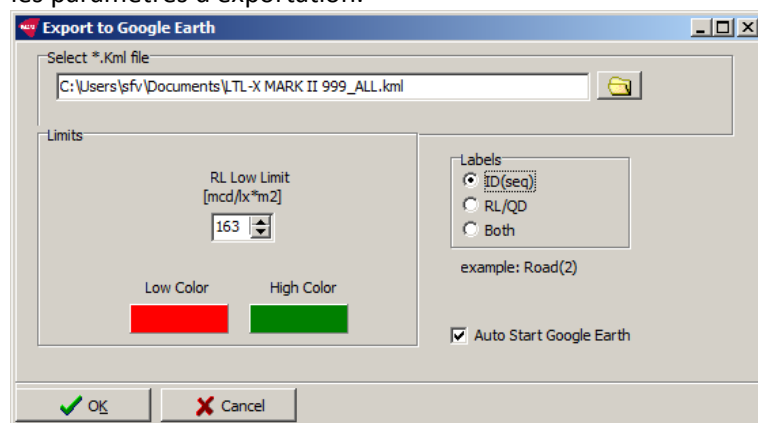 les paramètres d'exportation.
Export to Google Earth
Select *.Kml file
C:\Users\sfv\Documents\LTL-X MARK II 999_ALL.kml
Limits
RL Low Limit
[mcd/lx*m2]
163
Low Color High Color
Labels
ID(seq)
RL/QD
Both
example: Road(2)
Auto Start Google Earth
OK Cancel